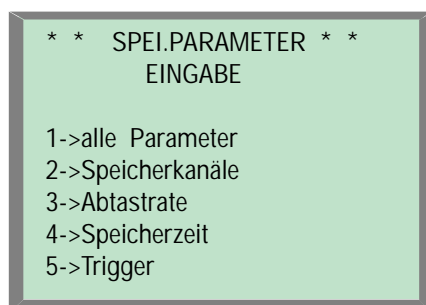 * * SPEI.PARAMETER * *
EINGABE
1->alle Parameter
2->Speicherkanäle
3->Abtastrate
4->Speicherzeit
5->Trigger